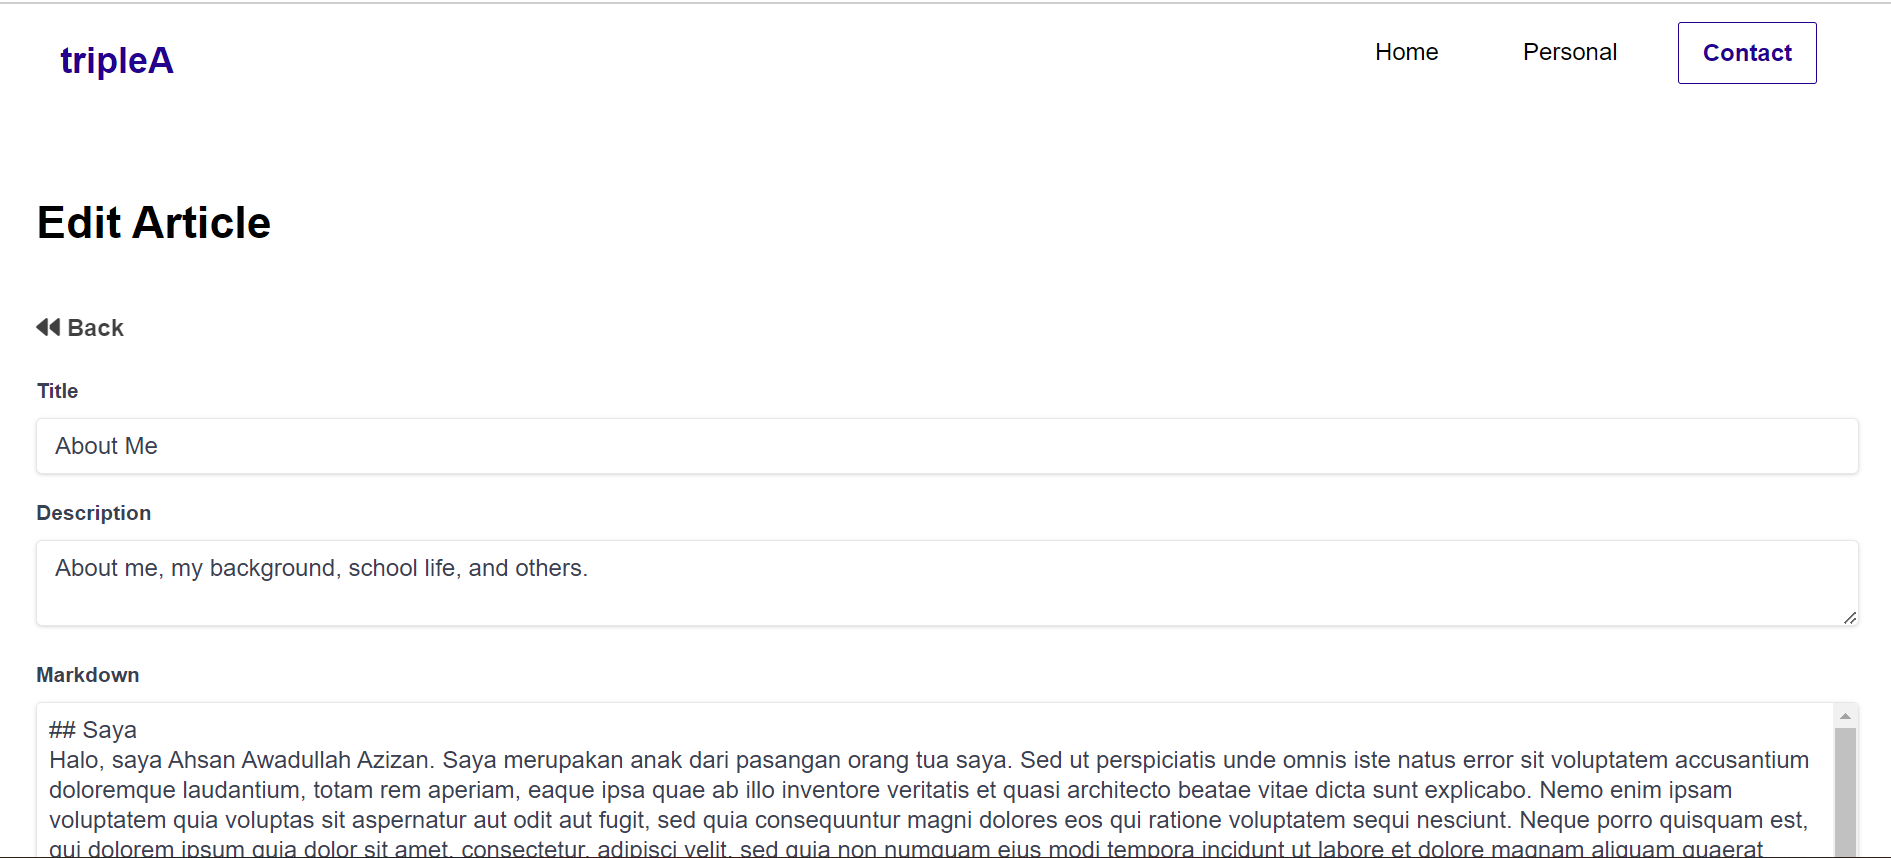 tripleA
Home
Personal
Contact
Edit Article
Back
Title
About Me
Description
About me, my background, school life, and others.
Markdown
## Saya
Halo, saya Ahsan Awadullah Azizan. Saya merupakan anak dari pasangan orang tua saya. Sed ut perspiciatis unde omnis iste natus error sit voluptatem accusantium
doloremque laudantium, totam rem aperiam, eaque ipsa quae ab illo inventore veritatis et quasi architecto beatae vitae dicta sunt explicabo. Nemo enim ipsam
voluptatem quia voluptas sit aspernatur aut odit aut fugit, sed quia consequuntur magni dolores eos qui ratione voluptatem sequi nesciunt. Neque porro quisquam est,
qui dolorem ipsum quia dolor sit amet, consectetur, adipisci velit, sed quia non numquam eius modi tempora incidunt ut labore et dolore magnam aliquam quaerat